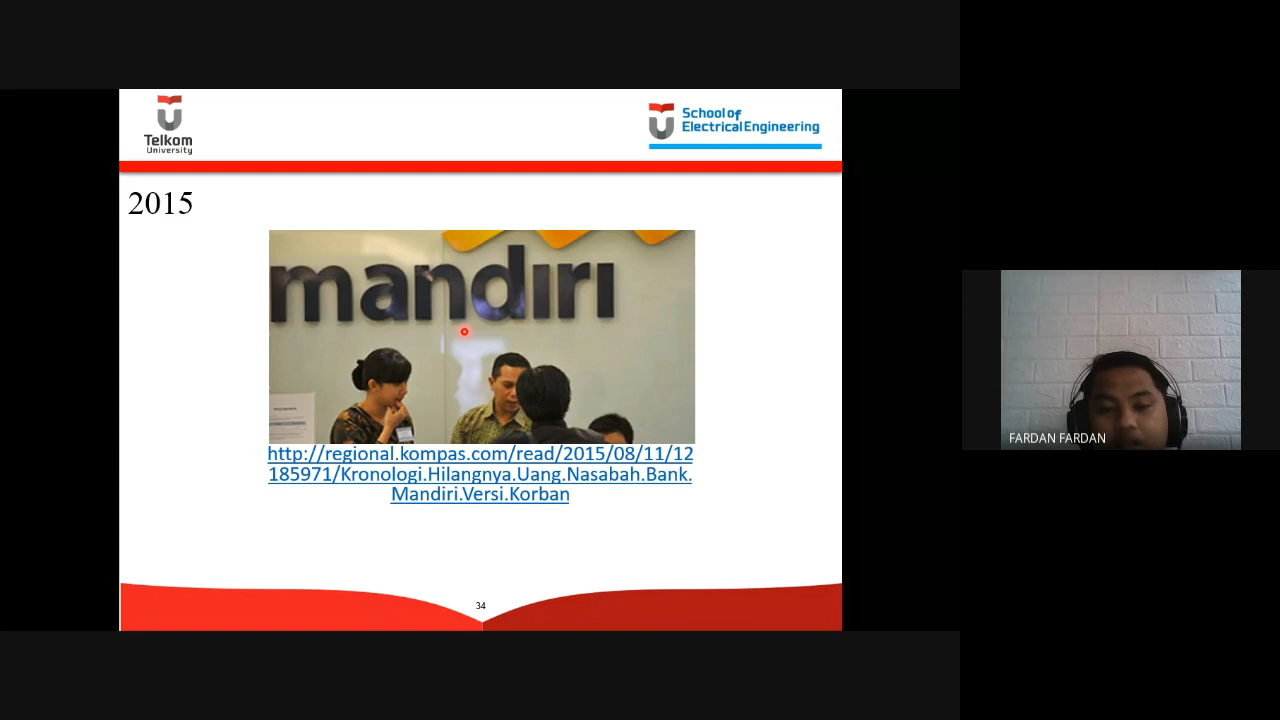 Telkom
University
School of
Electrical Engineering
2015
mandiri
http://regional.kompas.com/read/2015/08/11/12
185971/Kronologi.Hilangnya.Uang.Nasabah.Bank.
Mandiri.Versi.Korban
34
FARDAN FARDAN